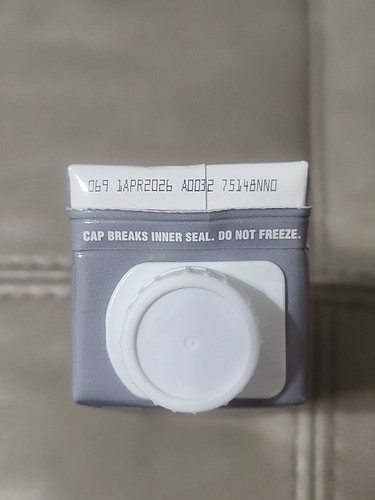 069 1APR2026 A0032 75148NNO
CAP BREAKS INNER SEAL. DO NOT FREEZE.